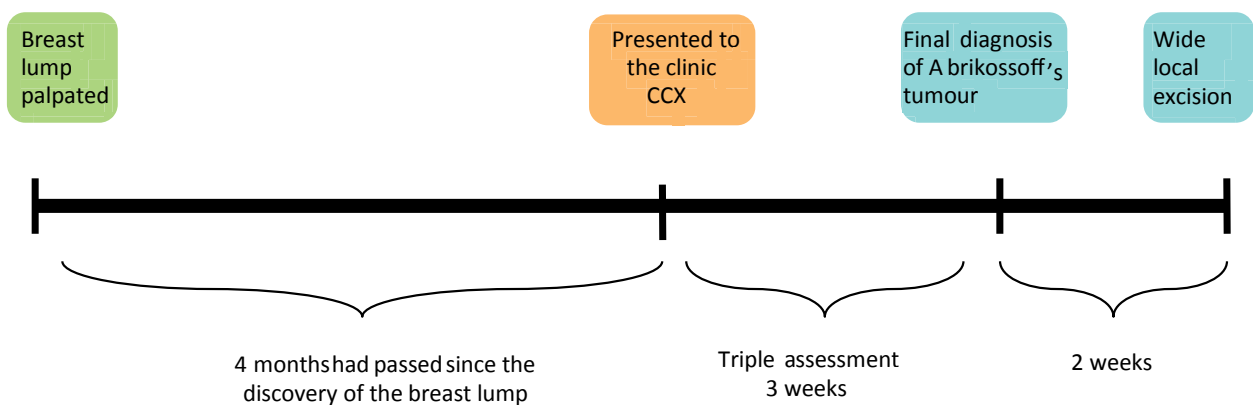 Breast
lump
palpated
Presented to
the clinic
CCX
Final diagnosis
of A brikossoff's
tumour
Wide
local
excision
4 months had passed since the
discovery of the breast lump
Triple assessment
3 weeks
2 weeks